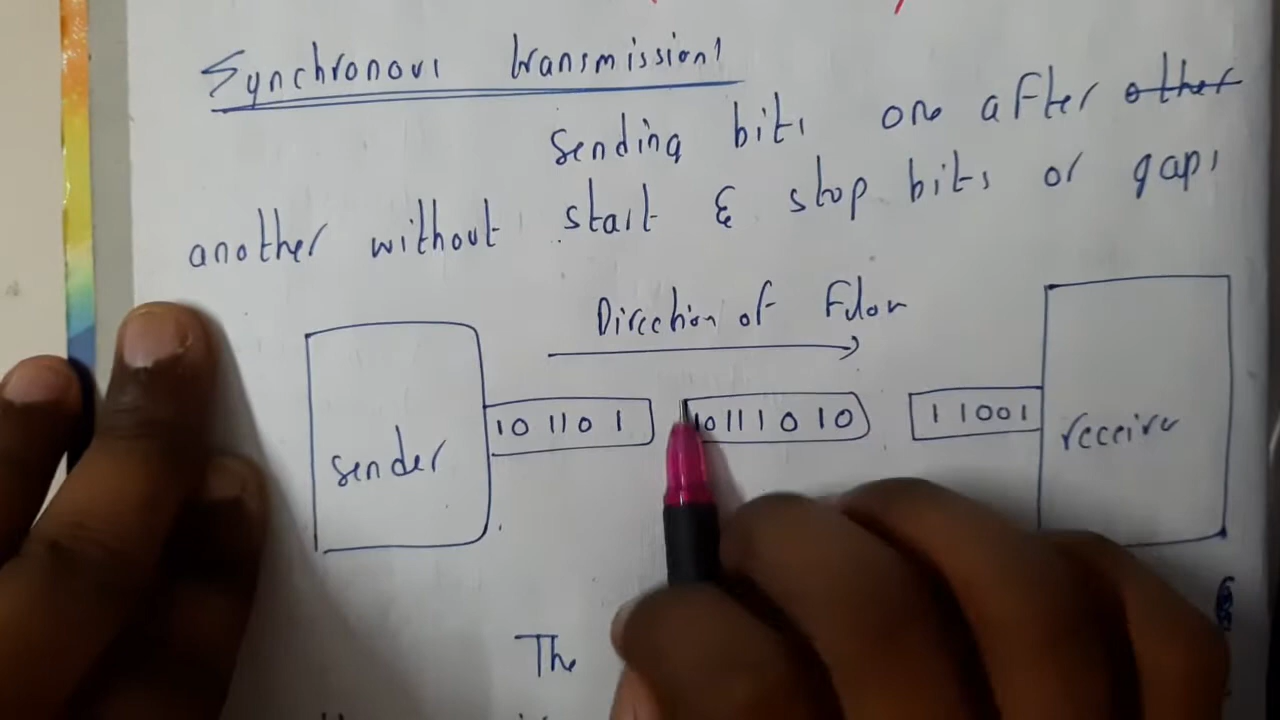 Synchronous transmission
Sending bits one after other
another without start & stop bits or gaps
Direction of Flow
sender
101101
10111010
11001
receiver
The